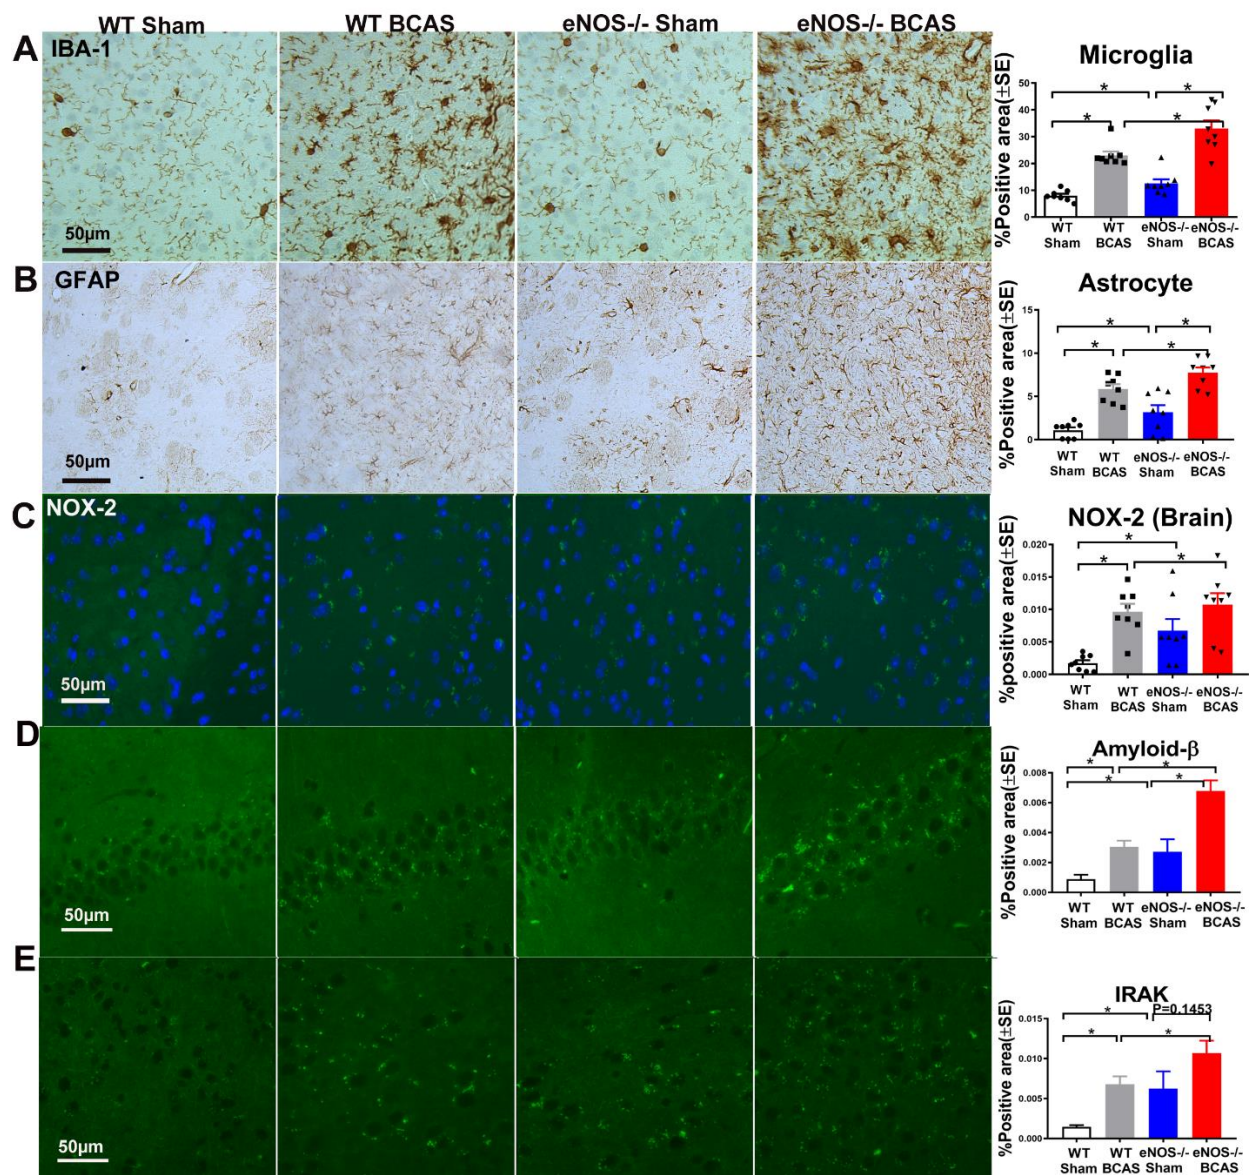 WT Sham WT BCAS eNOS-/- Sham eNOS-/- BCAS
A
IBA-1
50µm
Microglia
%Positive area(±SE)
50
40
30
20
10
0
* *
* *
WT Sham
WT BCAS
eNOS-/- Sham
eNOS-/- BCAS
B
GFAP
50µm
Astrocyte
%Positive area(±SE)
15
10
5
0
* *
* *
WT Sham
WT BCAS
eNOS-/- Sham
eNOS-/- BCAS
C
NOX-2
50µm
NOX-2 (Brain)
%positive area(±SE)
0.020
0.015
0.010
0.005
0.000
*
* *
WT Sham
WT BCAS
eNOS-/- Sham
eNOS-/- BCAS
D
50µm
Amyloid-β
%Positive area(±SE)
0.008
0.006
0.004
0.002
0.000
* *
* *
WT Sham
WT BCAS
eNOS-/- Sham
eNOS-/- BCAS
E
50µm
IRAK
%Positive area(±SE)
0.015
0.010
0.005
0.000
P=0.1453
*
* *
WT Sham
WT BCAS
eNOS-/- Sham
eNOS-/- BCAS